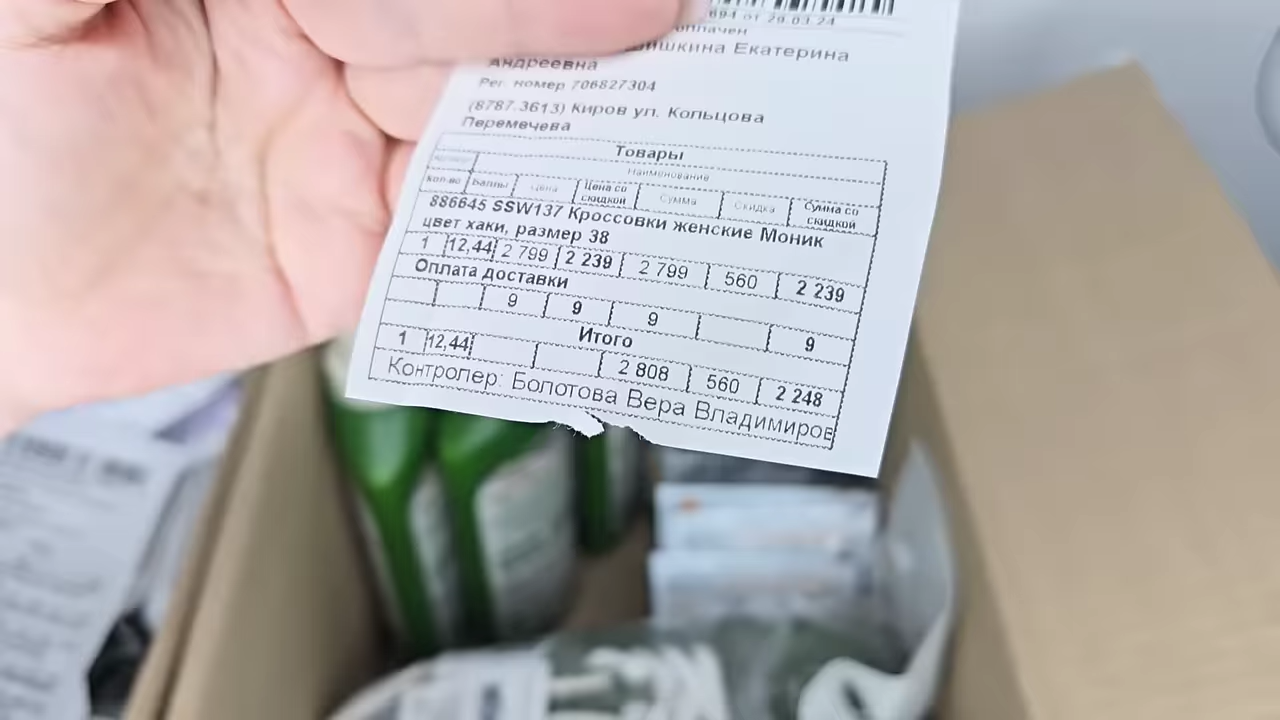 694 от 29.03.24
оплачен
Шишкина Екатерина
Андреевна
Рег. номер 706827304
(8787.3613) Киров ул. Кольцова
Перемечева
Товары
Наименование
Кол-во Баллы Цена Цена со скидкой Сумма Скидка Сумма со скидкой
886645 SSW137 Кроссовки женские Моник
цвет хаки, размер 38
1 12,44 2 799 2 239 2 799 560 2 239
Оплата доставки
9 9 9 9
Итого
1 12,44 2 808 560 2 248
Контролер: Болотова Вера Владимиров